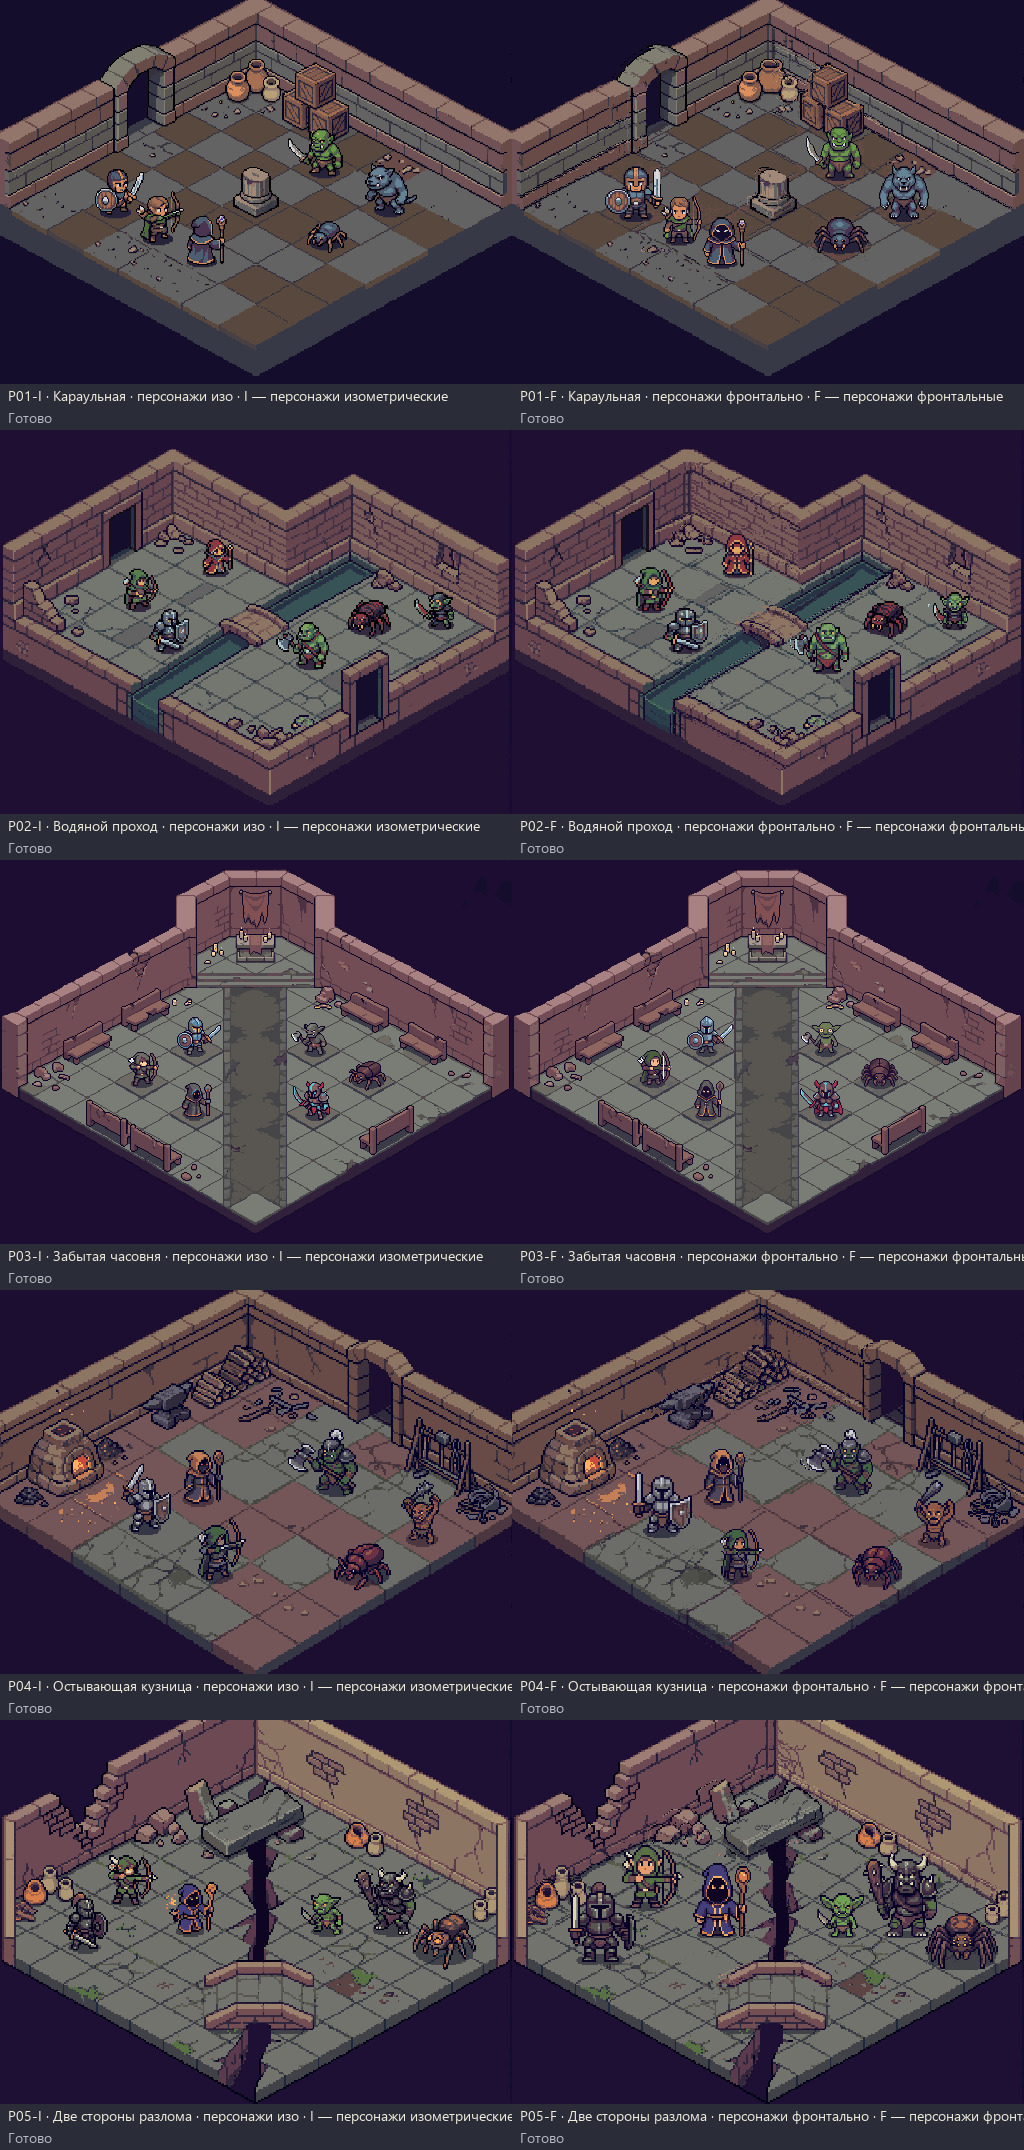 P01-I · Караульная · персонажи изо · I — персонажи изометрические
Готово
P01-F · Караульная · персонажи фронтально · F — персонажи фронтальные
Готово
P02-I · Водяной проход · персонажи изо · I — персонажи изометрические
Готово
P02-F · Водяной проход · персонажи фронтально · F — персонажи фронтальны
Готово
P03-I · Забытая часовня · персонажи изо · I — персонажи изометрические
Готово
P03-F · Забытая часовня · персонажи фронтально · F — персонажи фронтальн
Готово
P04-I · Остывающая кузница · персонажи изо · I — персонажи изометрические
Готово
P04-F · Остывающая кузница · персонажи фронтально · F — персонажи фронт
Готово
P05-I · Две стороны разлома · персонажи изо · I — персонажи изометрические
Готово
P05-F · Две стороны разлома · персонажи фронтально · F — персонажи фронт
Готово